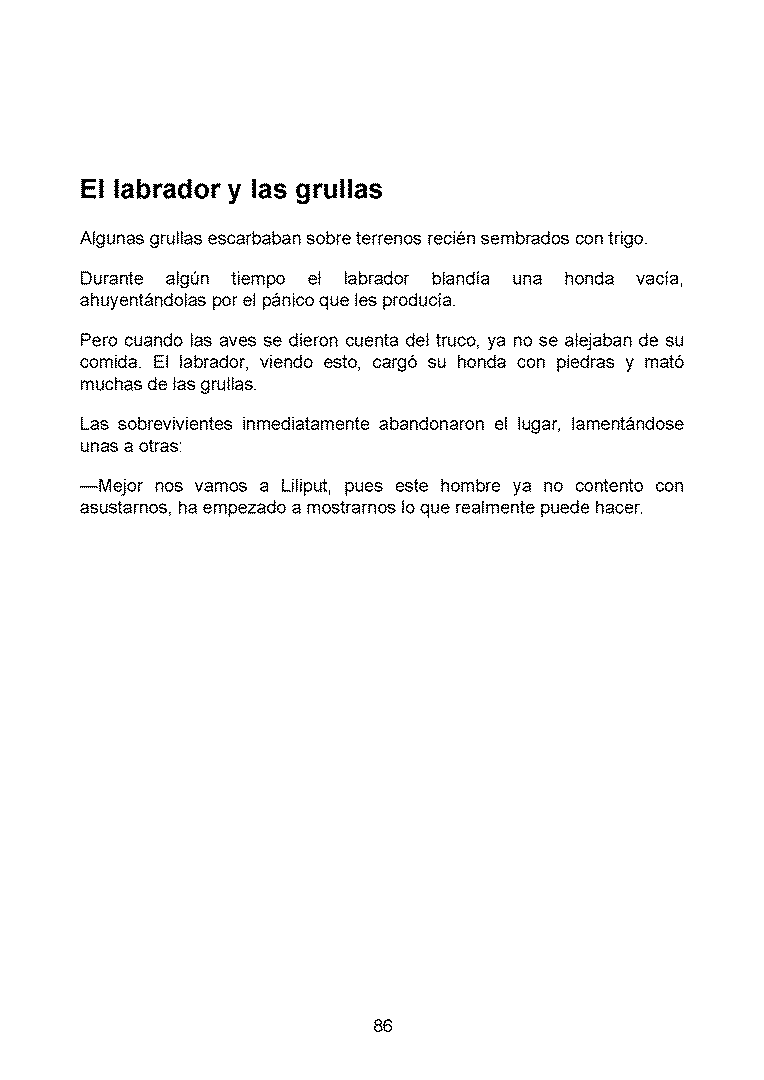 El labrador y las grullas
Algunas grullas escarbaban sobre terrenos recién sembrados con trigo.
Durante algún tiempo el labrador blandía una honda vacía,
ahuyentándolas por el pánico que les producía.
Pero cuando las aves se dieron cuenta del truco, ya no se alejaban de su
comida. El labrador, viendo esto, cargó su honda con piedras y mató
muchas de las grullas.
Las sobrevivientes inmediatamente abandonaron el lugar, lamentándose
unas a otras:
—Mejor nos vamos a Liliput, pues este hombre ya no contento con
asustarnos, ha empezado a mostrarnos lo que realmente puede hacer.
86